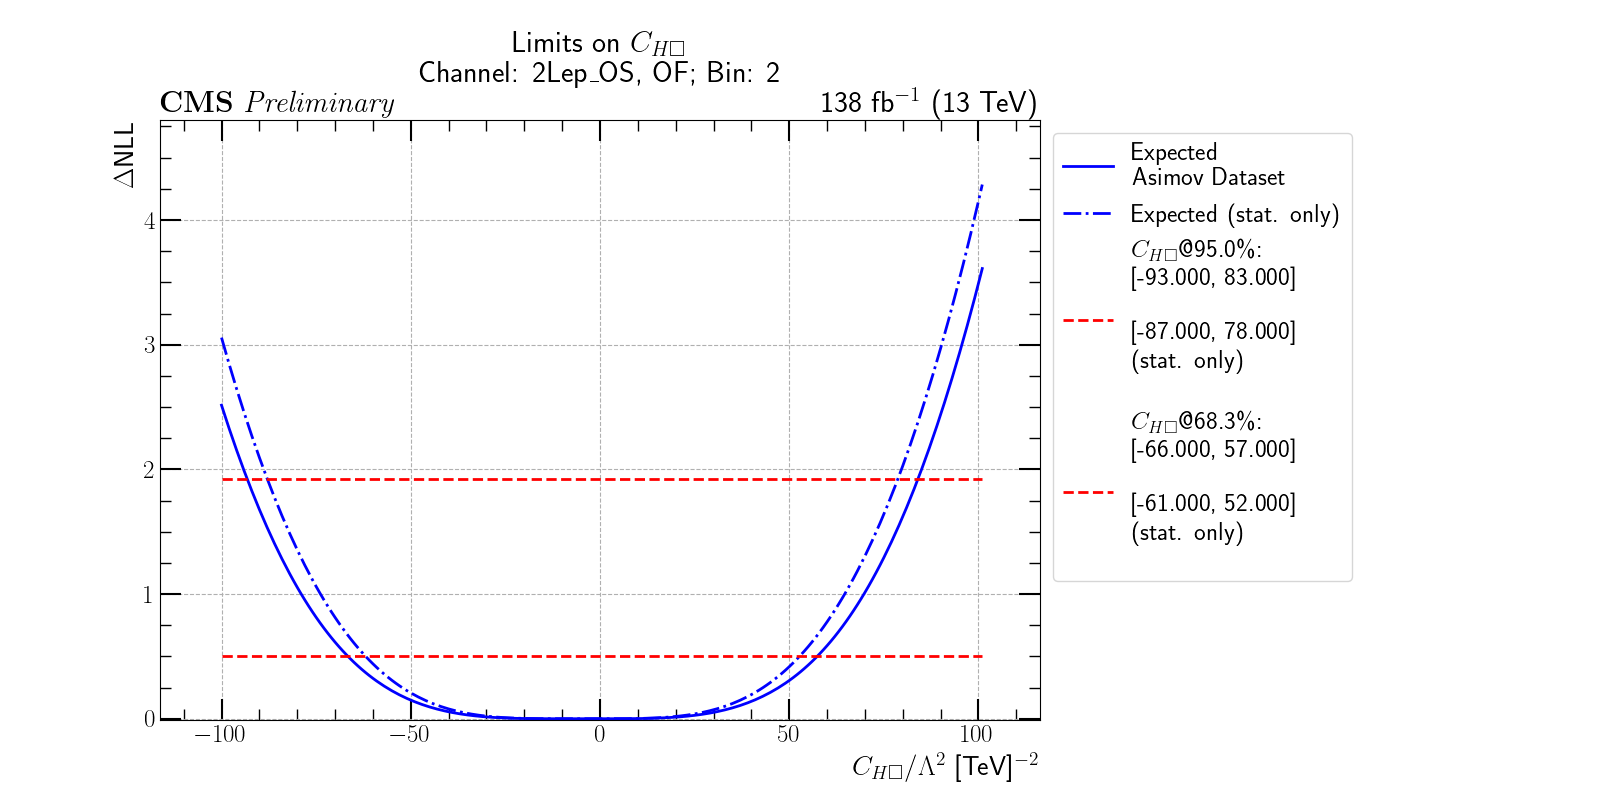 Limits on C_{H□}
Channel: 2Lep_OS, OF; Bin: 2
CMS Preliminary 138 fb⁻¹ (13 TeV)
ΔNLL
4
3
2
1
0
−100 −50 0 50 100
C_{H□}/Λ² [TeV]⁻²
Expected
Asimov Dataset
Expected (stat. only)
C_{H□}@95.0%:
[-93.000, 83.000]
[-87.000, 78.000]
(stat. only)
C_{H□}@68.3%:
[-66.000, 57.000]
[-61.000, 52.000]
(stat. only)